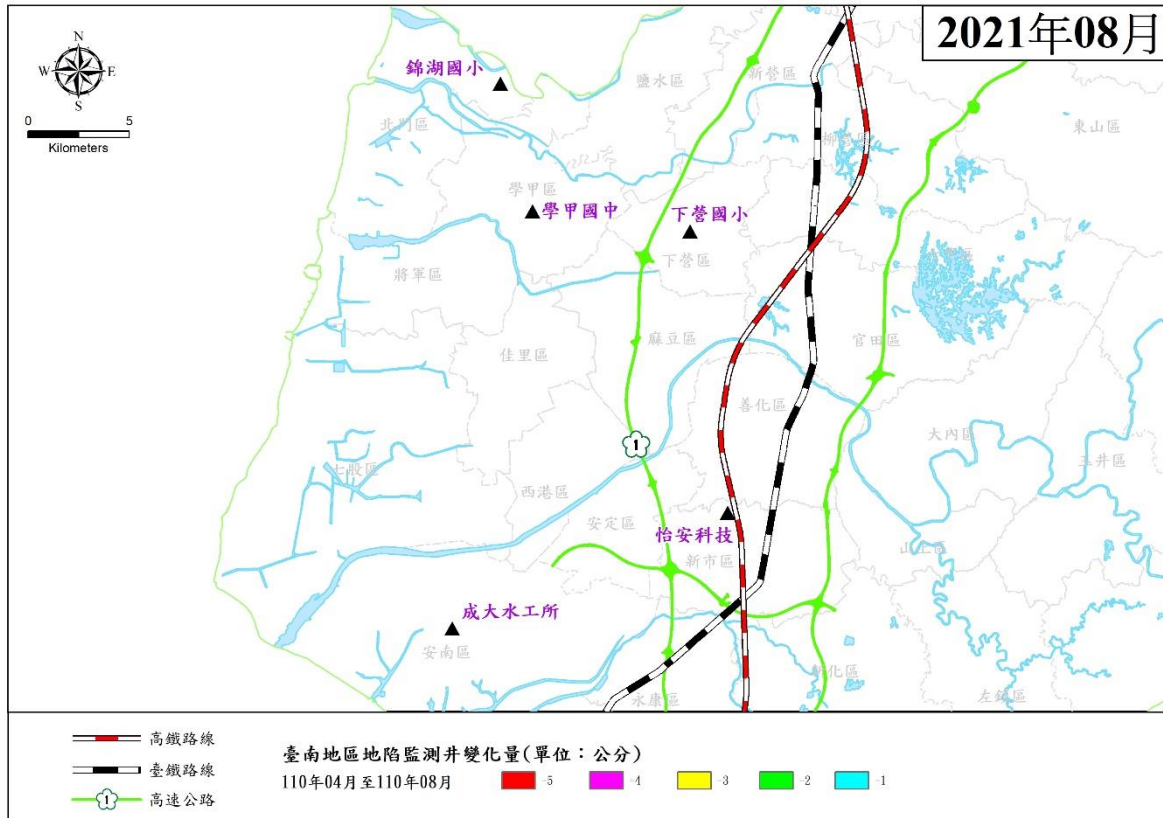 2021年08月
N
W E
S
0 5
Kilometers
錦湖國小
鹽水區
新營區
東山區
北門區
柳營區
學甲區
學甲國中
下營國小
下營區
將軍區
麻豆區
官田區
佳里區
善化區
大內區
玉井區
1
七股區
西港區
安定區
怡安科技
新市區
山上區
成大水工所
安南區
永康區
新化區
左鎮區
高鐵路線
臺鐵路線
1 高速公路
臺南地區地陷監測井變化量(單位：公分)
110年04月至110年08月 -5 -4 -3 -2 -1